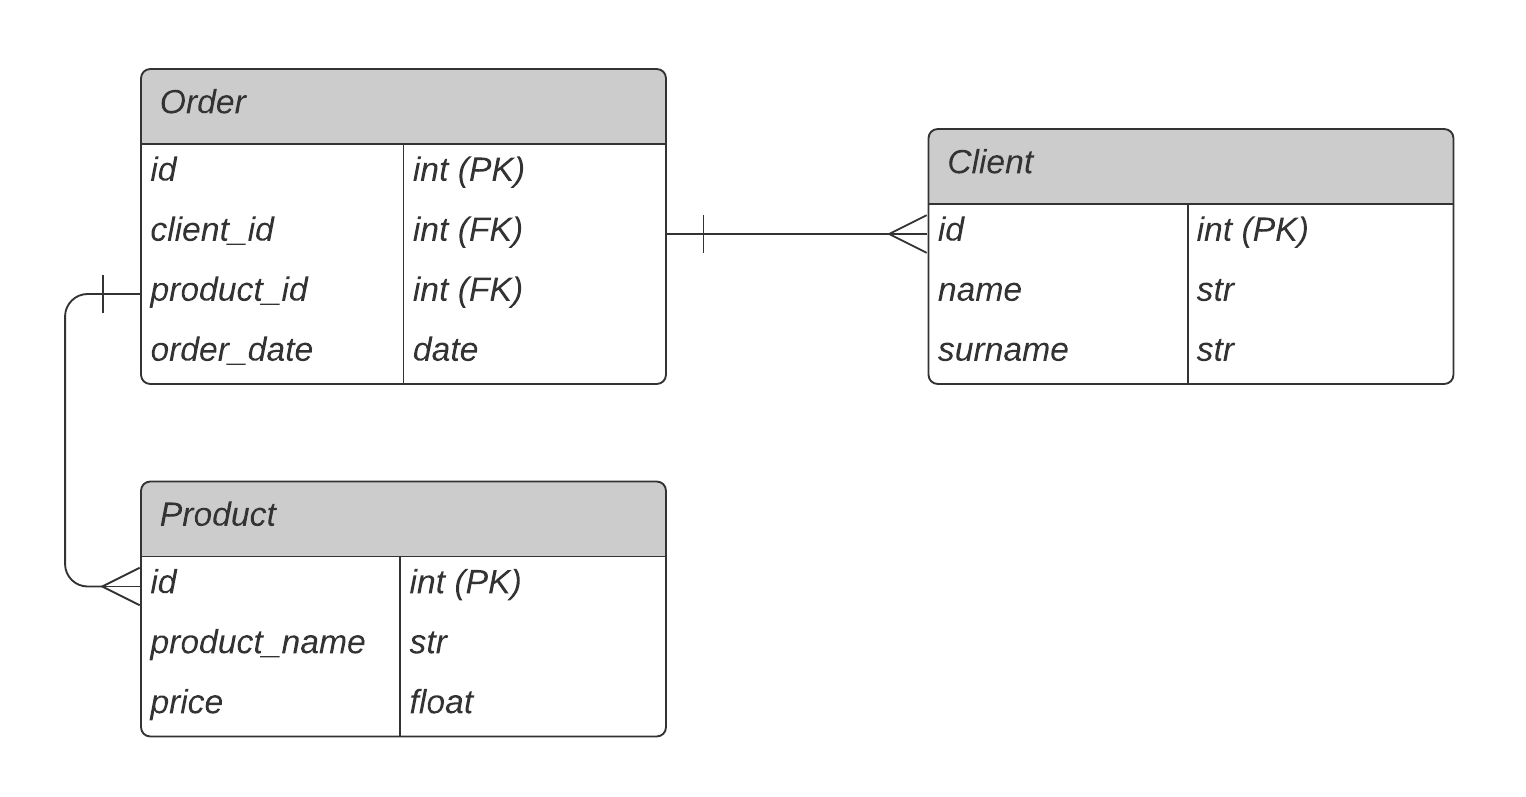 Order
id int (PK)
client_id int (FK)
product_id int (FK)
order_date date
Client
id int (PK)
name str
surname str
Product
id int (PK)
product_name str
price float